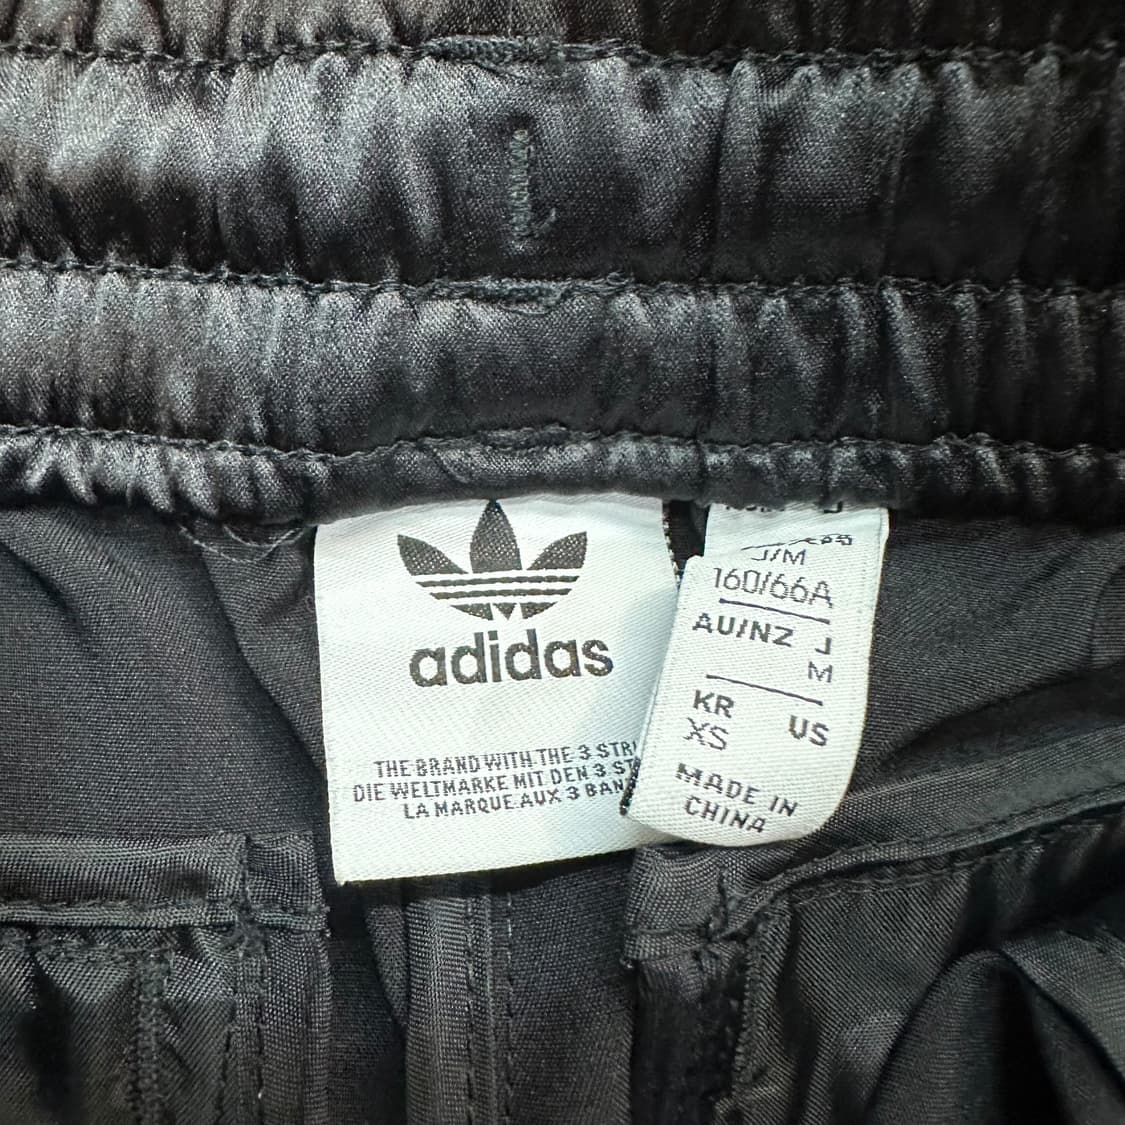 adidas
THE BRAND WITH THE 3 STRI
DIE WELTMARKE MIT DEN 3 ST
LA MARQUE AUX 3 BAN
J/M
160/66A
AU/NZ J
M
KR US
XS
MADE IN
CHINA